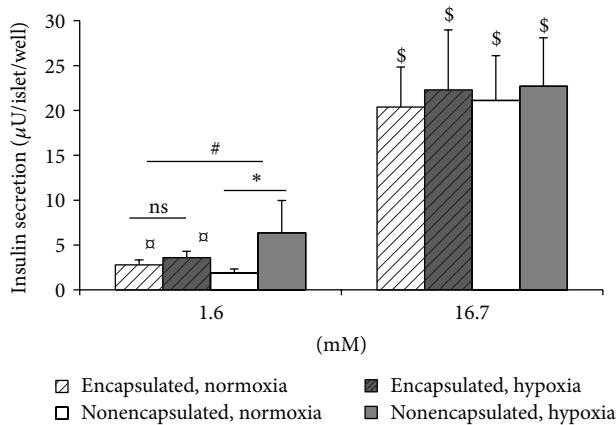 Insulin secretion (μU/islet/well)
30
25
20
15
10
5
0
$ $ $ $
#
*
ns
¤ ¤
1.6 16.7
(mM)
Encapsulated, normoxia Encapsulated, hypoxia
Nonencapsulated, normoxia Nonencapsulated, hypoxia